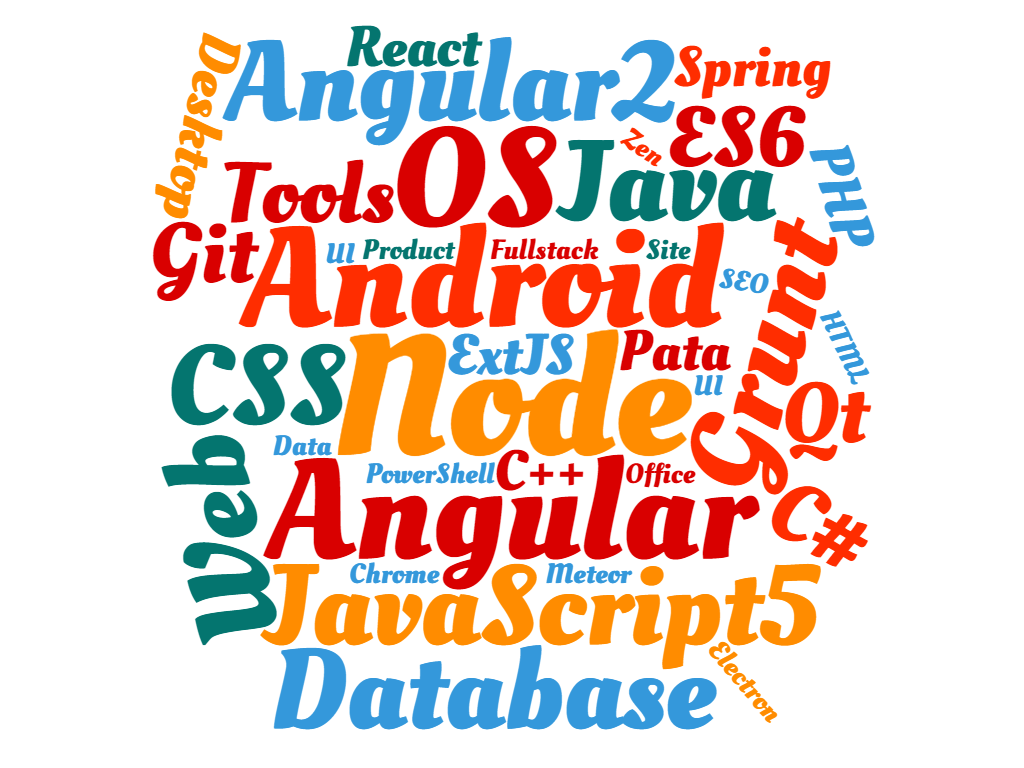 React
Desktop
Angular2
Spring
ES6
Zen
OS
Java
Tools
PHP
Git
Android
UI
Product
Fullstack
Site
SEO
Grunt
HTML
CSS
Node
ExtJS
Pata
UI
Qt
Data
Web
PowerShell
C++
Office
Angular
C#
Chrome
Meteor
JavaScript5
Database
Electron